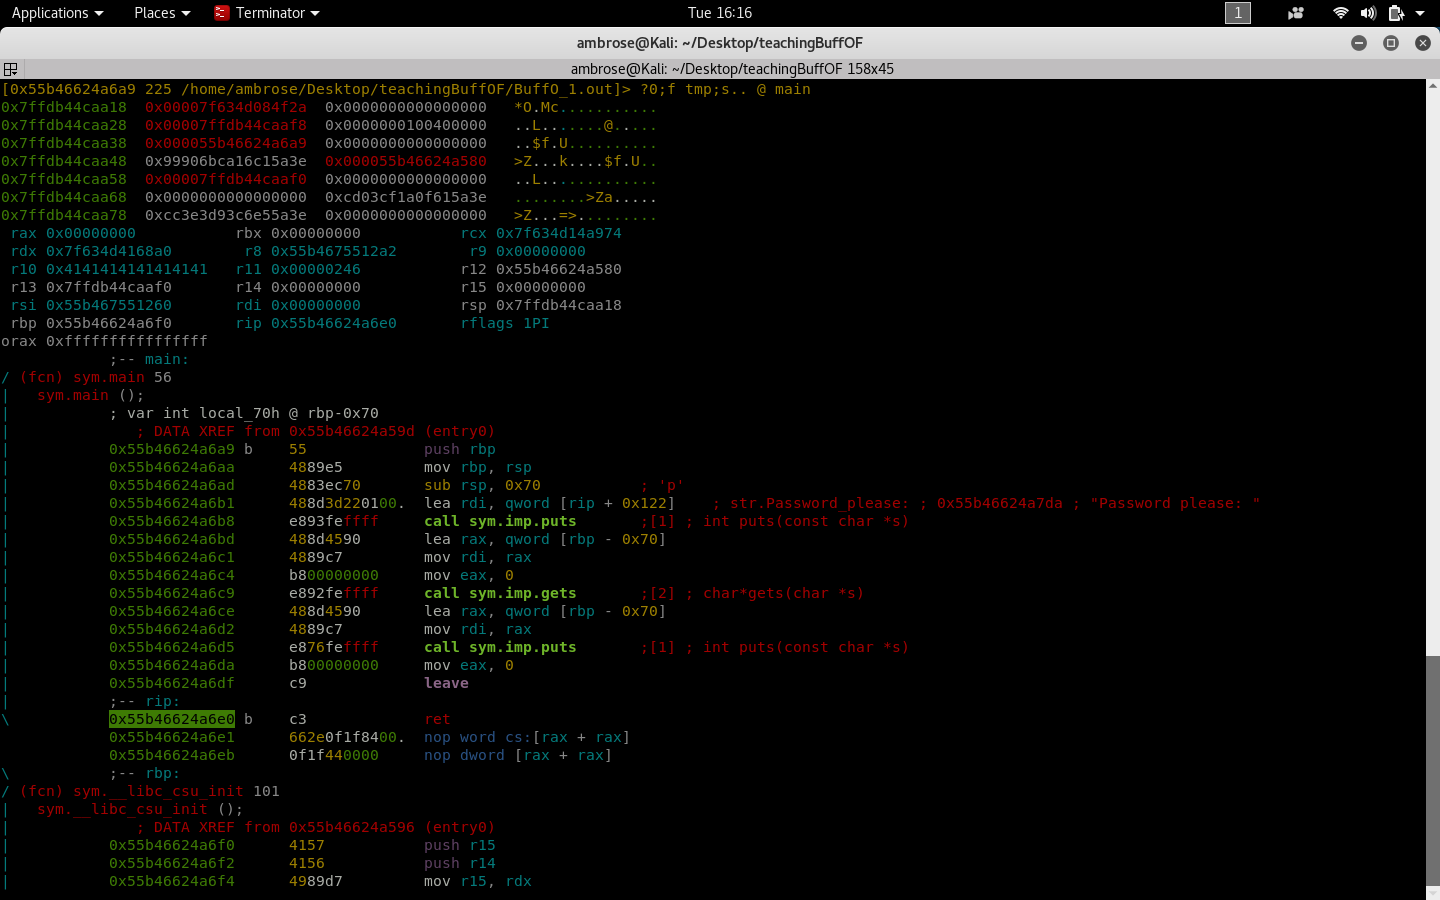 Applications Places Terminator Tue 16:16 1
ambrose@Kali: ~/Desktop/teachingBuffOF
ambrose@Kali: ~/Desktop/teachingBuffOF 158x45
[0x55b46624a6a9 225 /home/ambrose/Desktop/teachingBuffOF/BuffO_1.out]> ?0;f tmp;s.. @ main
0x7ffdb44caa18 0x00007f634d084f2a 0x0000000000000000 *O.Mc...........
0x7ffdb44caa28 0x00007ffdb44caaf8 0x0000000100400000 ..L.......@.....
0x7ffdb44caa38 0x000055b46624a6a9 0x0000000000000000 ..$f.U..........
0x7ffdb44caa48 0x99906bca16c15a3e 0x000055b46624a580 >Z...k....$f.U..
0x7ffdb44caa58 0x00007ffdb44caaf0 0x0000000000000000 ..L.............
0x7ffdb44caa68 0x0000000000000000 0xcd03cf1a0f615a3e ........>Za.....
0x7ffdb44caa78 0xcc3e3d93c6e55a3e 0x0000000000000000 >Z...=>.........
rax 0x00000000 rbx 0x00000000 rcx 0x7f634d14a974
rdx 0x7f634d4168a0 r8 0x55b4675512a2 r9 0x00000000
r10 0x4141414141414141 r11 0x00000246 r12 0x55b46624a580
r13 0x7ffdb44caaf0 r14 0x00000000 r15 0x00000000
rsi 0x55b467551260 rdi 0x00000000 rsp 0x7ffdb44caa18
rbp 0x55b46624a6f0 rip 0x55b46624a6e0 rflags 1PI
orax 0xffffffffffffffff
;-- main:
/ (fcn) sym.main 56
| sym.main ();
| ; var int local_70h @ rbp-0x70
| ; DATA XREF from 0x55b46624a59d (entry0)
| 0x55b46624a6a9 b 55 push rbp
| 0x55b46624a6aa 4889e5 mov rbp, rsp
| 0x55b46624a6ad 4883ec70 sub rsp, 0x70 ; 'p'
| 0x55b46624a6b1 488d3d220100. lea rdi, qword [rip + 0x122] ; str.Password_please: ; 0x55b46624a7da ; "Password please: "
| 0x55b46624a6b8 e893feffff call sym.imp.puts ;[1] ; int puts(const char *s)
| 0x55b46624a6bd 488d4590 lea rax, qword [rbp - 0x70]
| 0x55b46624a6c1 4889c7 mov rdi, rax
| 0x55b46624a6c4 b800000000 mov eax, 0
| 0x55b46624a6c9 e892feffff call sym.imp.gets ;[2] ; char*gets(char *s)
| 0x55b46624a6ce 488d4590 lea rax, qword [rbp - 0x70]
| 0x55b46624a6d2 4889c7 mov rdi, rax
| 0x55b46624a6d5 e876feffff call sym.imp.puts ;[1] ; int puts(const char *s)
| 0x55b46624a6da b800000000 mov eax, 0
| 0x55b46624a6df c9 leave
| ;-- rip:
\ 0x55b46624a6e0 b c3 ret
0x55b46624a6e1 662e0f1f8400. nop word cs:[rax + rax]
0x55b46624a6eb 0f1f440000 nop dword [rax + rax]
\ ;-- rbp:
/ (fcn) sym.__libc_csu_init 101
| sym.__libc_csu_init ();
| ; DATA XREF from 0x55b46624a596 (entry0)
| 0x55b46624a6f0 4157 push r15
| 0x55b46624a6f2 4156 push r14
| 0x55b46624a6f4 4989d7 mov r15, rdx